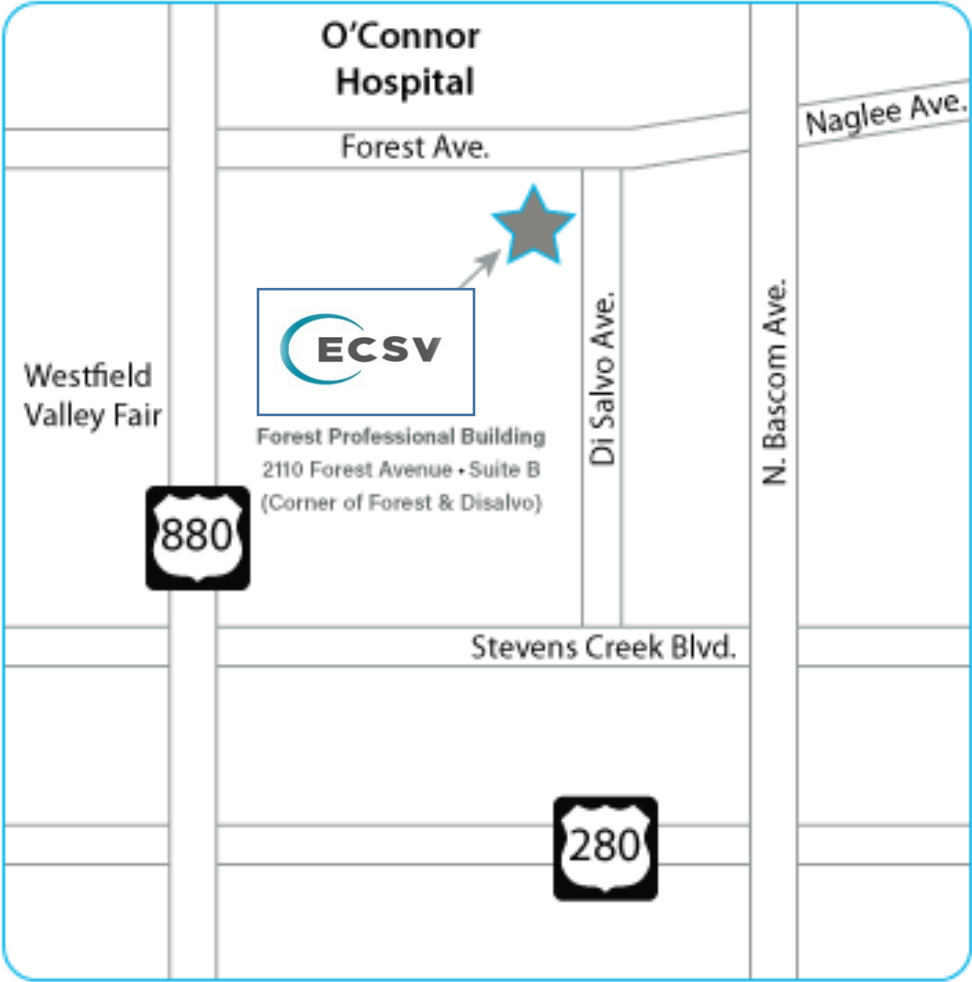 O'Connor
Hospital
Naglee Ave.
Forest Ave.
ECSV
Forest Professional Building
2110 Forest Avenue • Suite B
(Corner of Forest & Disalvo)
Westfield
Valley Fair
Di Salvo Ave.
N. Bascom Ave.
880
Stevens Creek Blvd.
280